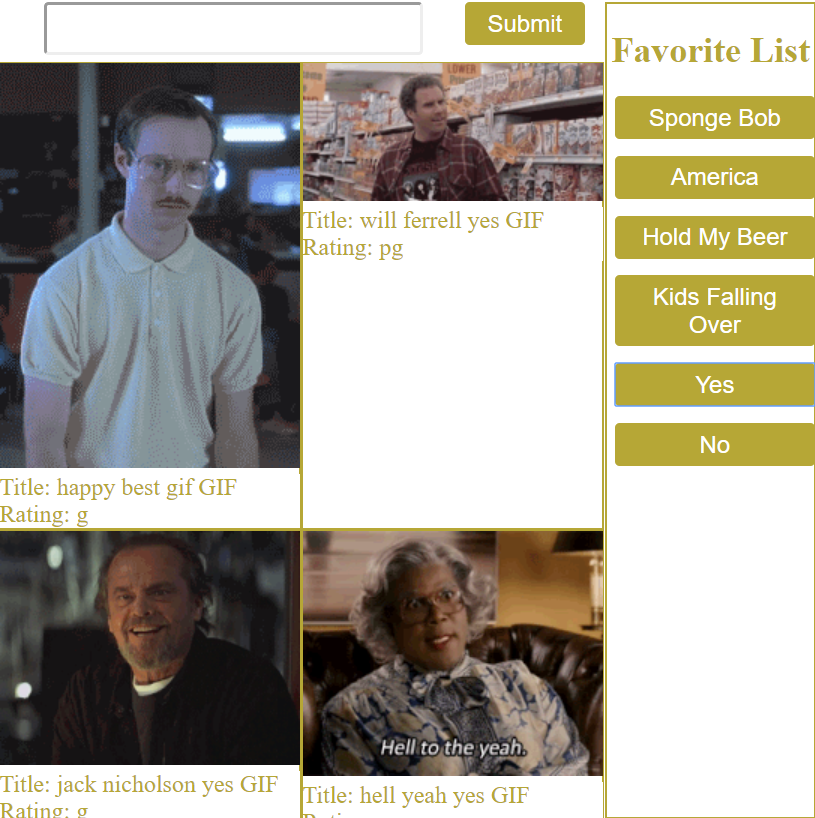 Submit
Favorite List
Sponge Bob
America
Hold My Beer
Kids Falling
Over
Yes
No
LOWER
Title: will ferrell yes GIF
Rating: pg
Title: happy best gif GIF
Rating: g
Hell to the yeah.
Title: jack nicholson yes GIF
Rating: g
Title: hell yeah yes GIF